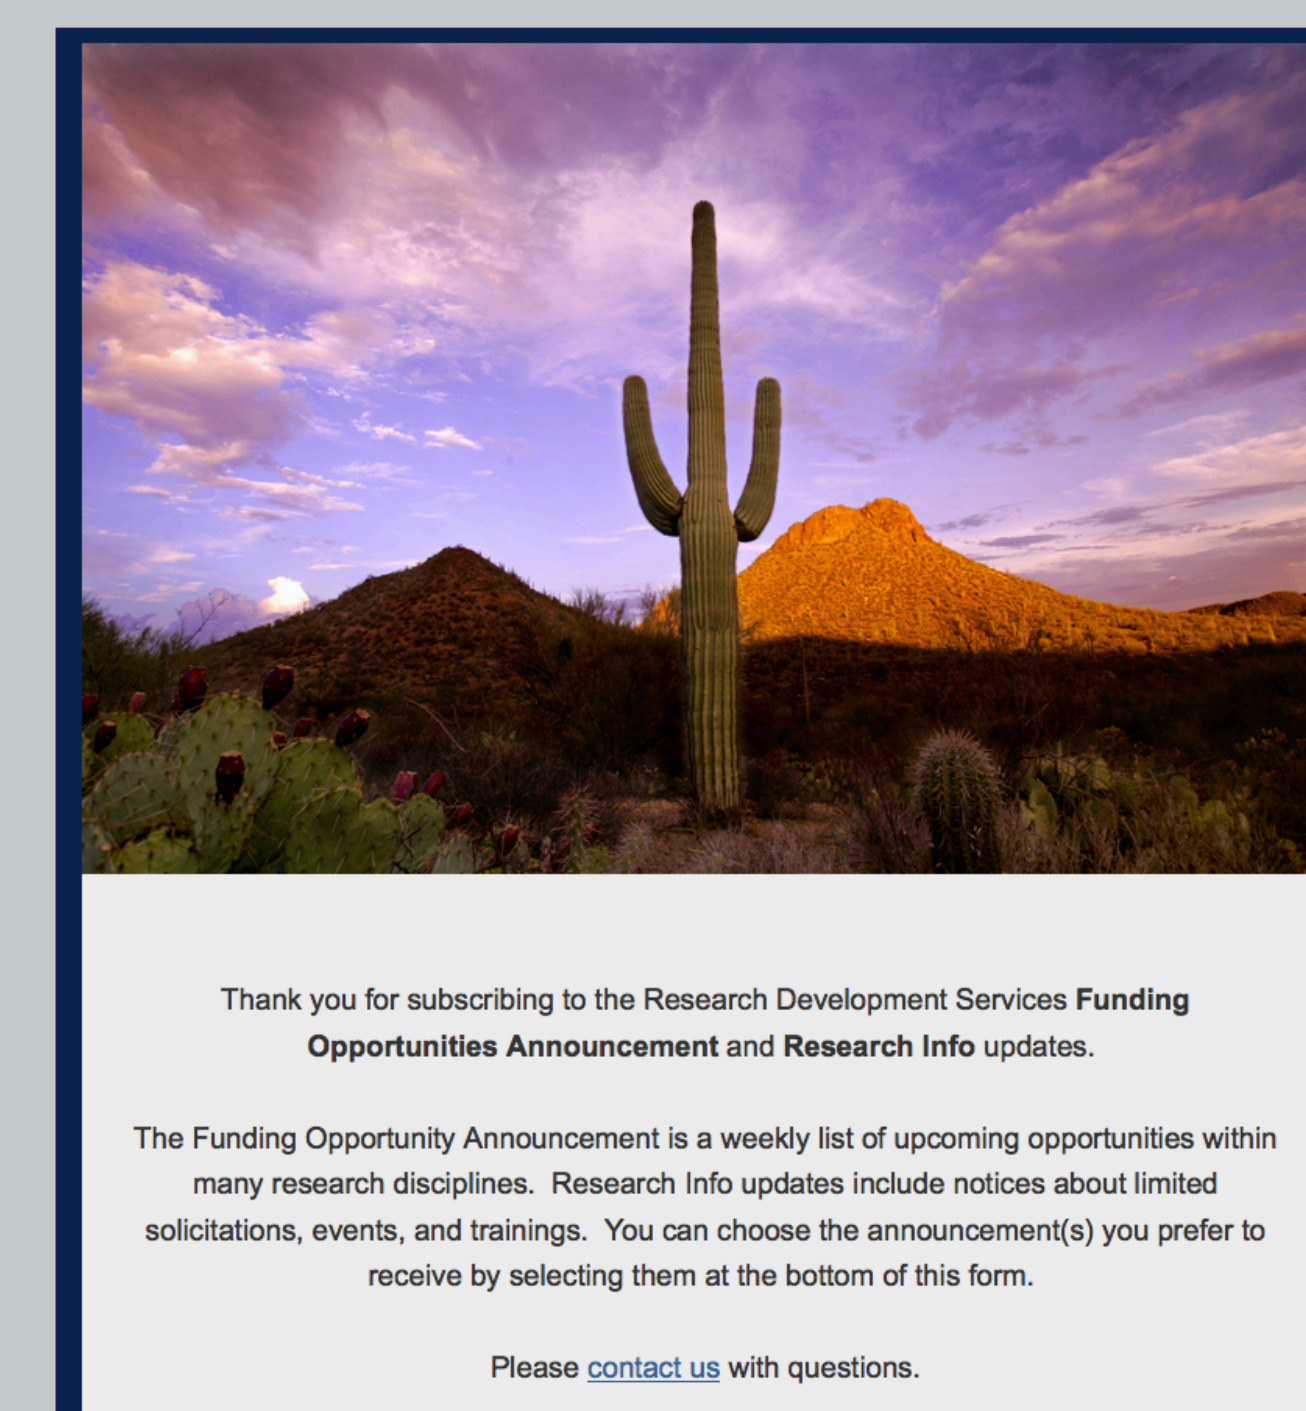 Thank you for subscribing to the Research Development Services Funding
Opportunities Announcement and Research Info updates.
The Funding Opportunity Announcement is a weekly list of upcoming opportunities within
many research disciplines.  Research Info updates include notices about limited
solicitations, events, and trainings.  You can choose the announcement(s) you prefer to
receive by selecting them at the bottom of this form.
Please contact us with questions.